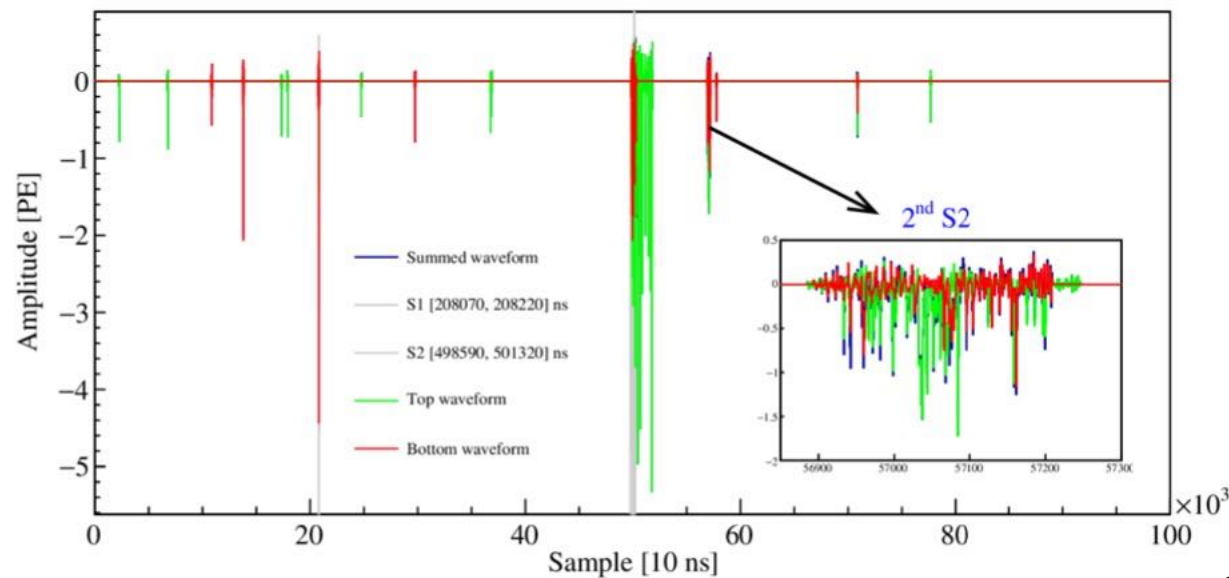 0
−1
−2
−3
−4
−5
Amplitude [PE]
Summed waveform
S1 [208070, 208220] ns
S2 [498590, 501320] ns
Top waveform
Bottom waveform
2nd S2
0.5
0
−0.5
−1
−1.5
−2
56900 57000 57100 57200 5730
0 20 40 60 80 100
×10³
Sample [10 ns]